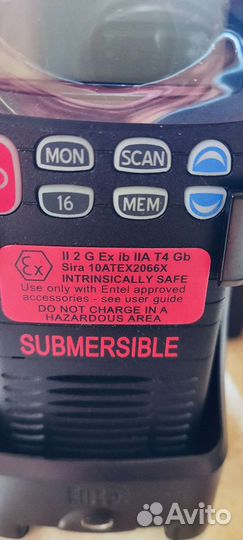 MON SCAN
16 MEM
Ex II 2 G Ex ib IIA T4 Gb
Sira 10ATEX2066X
INTRINSICALLY SAFE
Use only with Entel approved
accessories - see user guide
DO NOT CHARGE IN A
HAZARDOUS AREA
SUBMERSIBLE
Avito